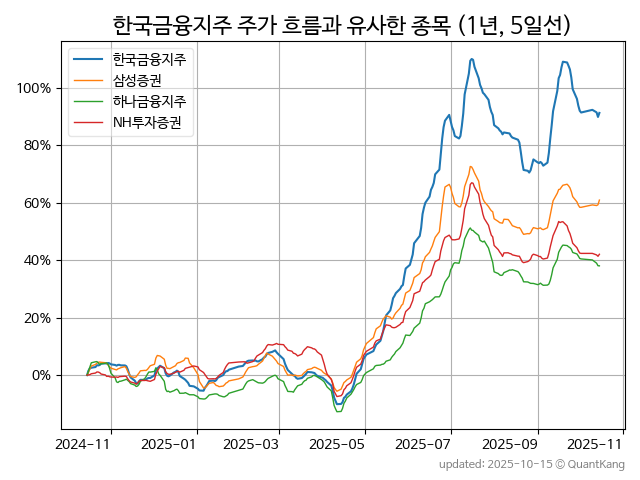 한국금융지주 주가 흐름과 유사한 종목 (1년, 5일선)
한국금융지주
삼성증권
하나금융지주
NH투자증권
100%
80%
60%
40%
20%
0%
2024-11 2025-01 2025-03 2025-05 2025-07 2025-09 2025-11
updated: 2025-10-15 © QuantKang